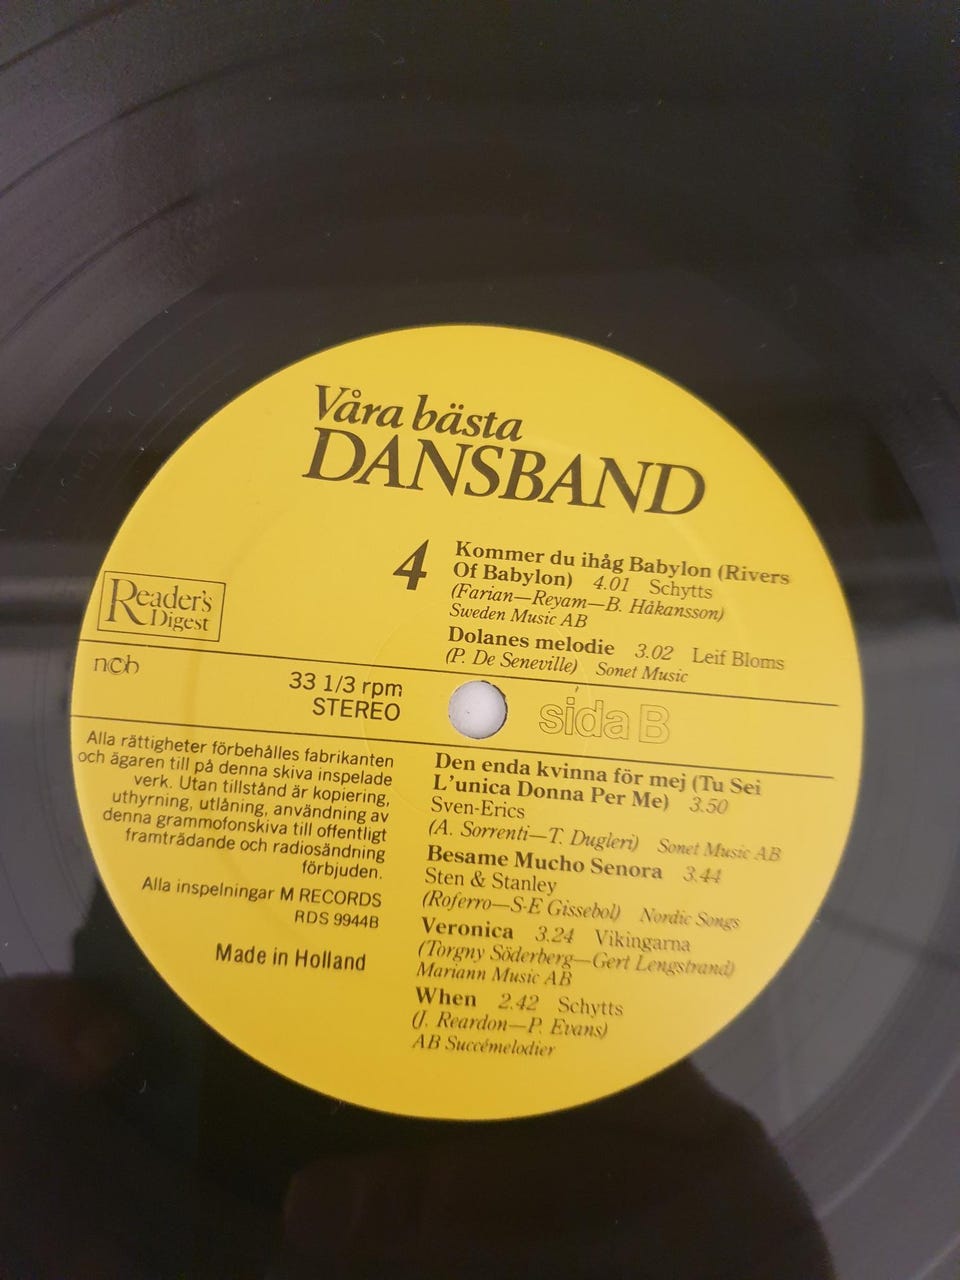 Våra bästa
DANSBAND
4
Kommer du ihåg Babylon (Rivers
Of Babylon) 4.01 Schytts
(Farian—Reyam—B. Håkansson)
Sweden Music AB
Dolanes melodie 3.02 Leif Bloms
(P. De Seneville) Sonet Music
Reader's
Digest
ncb
33 1/3 rpm
STEREO
sida B
Alla rättigheter förbehålles fabrikanten
och ägaren till på denna skiva inspelade
verk. Utan tillstånd är kopiering,
uthyrning, utlåning, användning av
denna grammofonskiva till offentligt
framträdande och radiosändning
förbjuden.
Alla inspelningar M RECORDS
RDS 9944B
Made in Holland
Den enda kvinna för mej (Tu Sei
L'unica Donna Per Me) 3.50
Sven-Erics
(A. Sorrenti—T. Dugleri) Sonet Music AB
Besame Mucho Senora 3.44
Sten & Stanley
(Roferro—S-E Gissebol) Nordic Songs
Veronica 3.24 Vikingarna
(Torgny Söderberg—Gert Lengstrand)
Mariann Music AB
When 2.42 Schytts
(J. Reardon—P. Evans)
AB Succémelodier